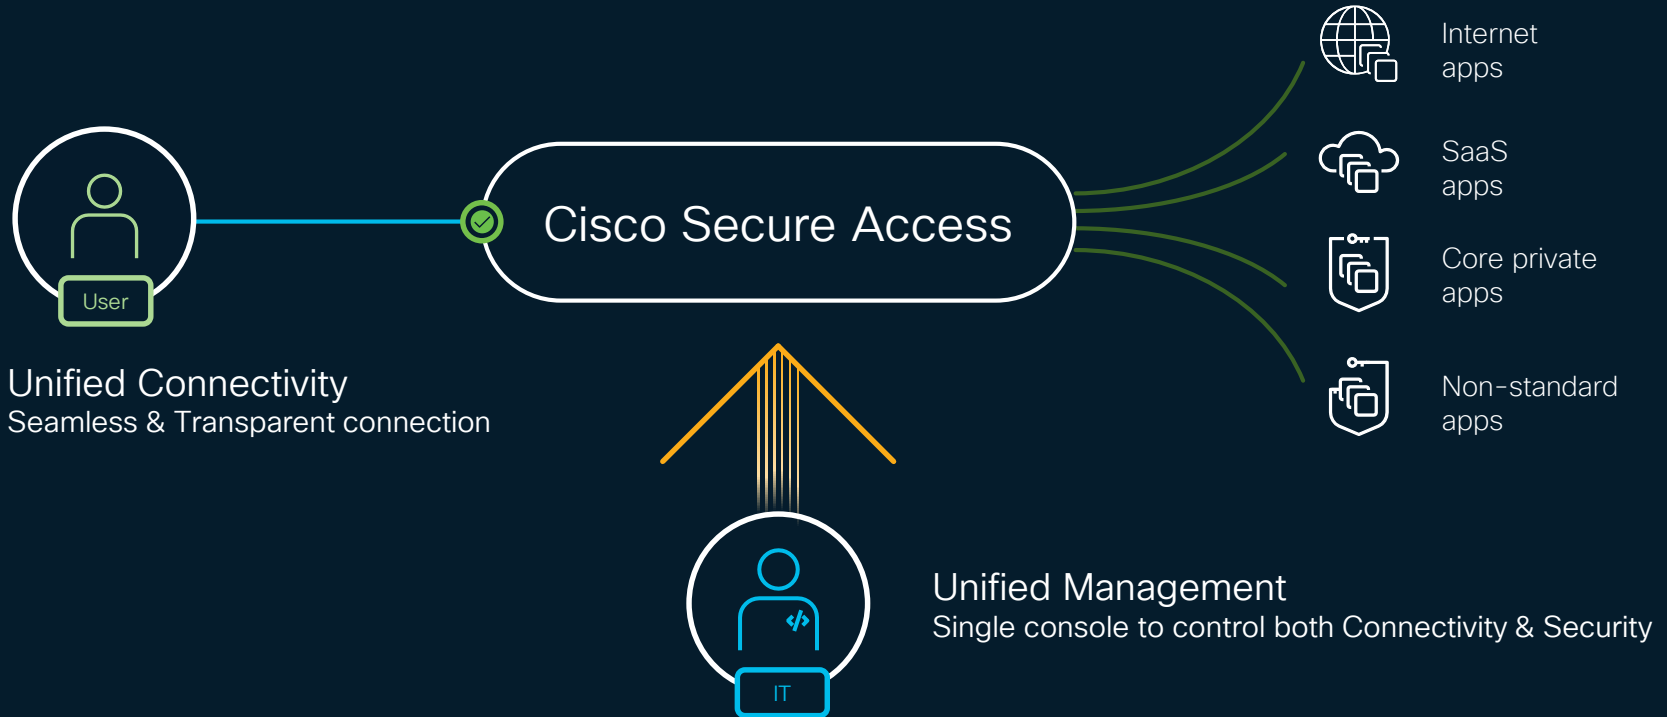 Internet
apps
SaaS
apps
Cisco Secure Access
User
Core private
apps
Unified Connectivity
Seamless & Transparent connection
Non-standard
apps
Unified Management
Single console to control both Connectivity & Security
IT